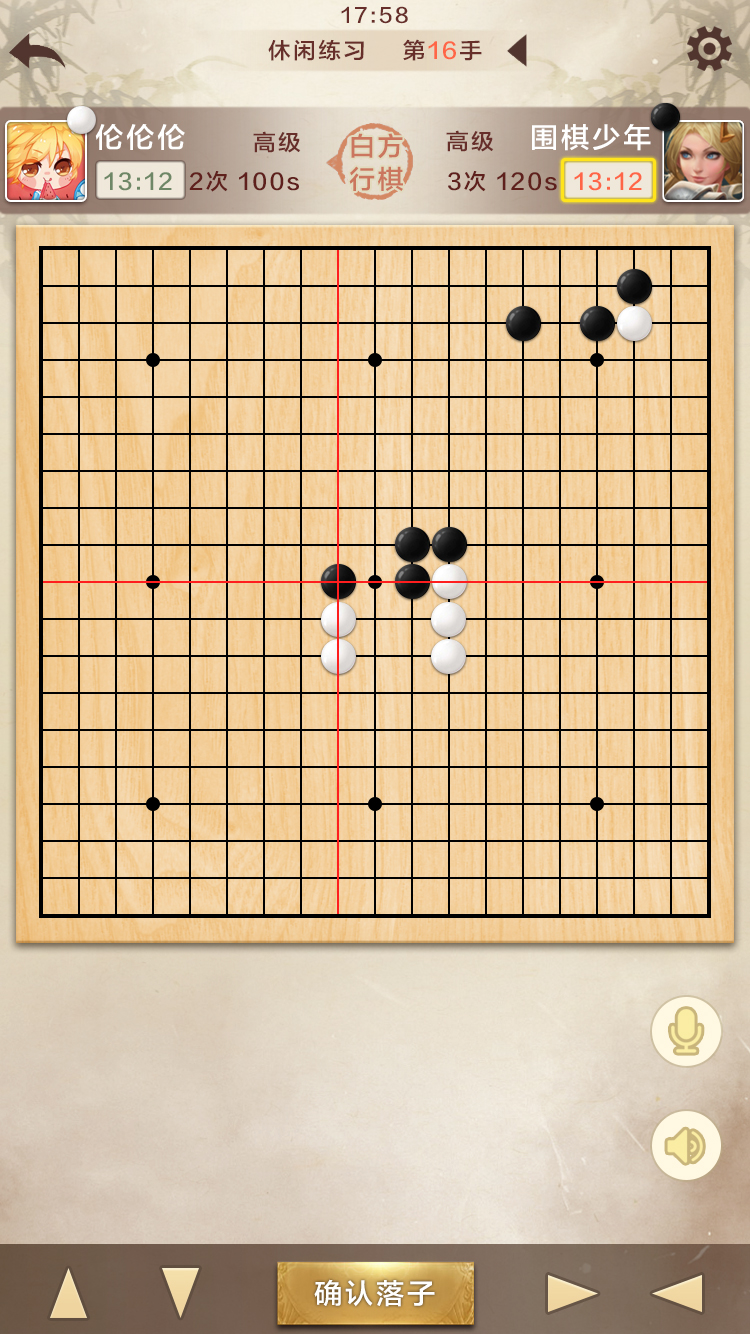 17:58
休闲练习 第16手
伦伦伦 高级 白方 高级 围棋少年
13:12 2次 100s 行棋 3次 120s 13:12
确认落子